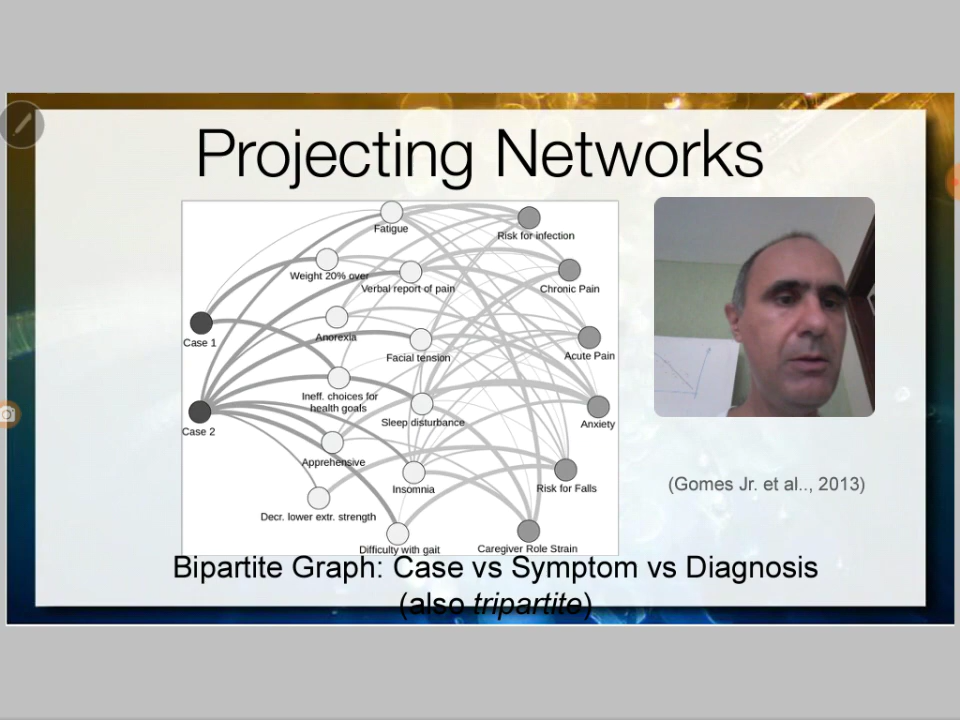 Projecting Networks
Fatigue
Risk for infection
Weight 20% over
Verbal report of pain
Chronic Pain
Case 1
Anorexia
Facial tension
Acute Pain
Ineff. choices for
health goals
Sleep disturbance
Anxiety
Case 2
Apprehensive
Insomnia
Risk for Falls
(Gomes Jr. et al.., 2013)
Decr. lower extr. strength
Difficulty with gait
Caregiver Role Strain
Bipartite Graph: Case vs Symptom vs Diagnosis
(also tripartite)